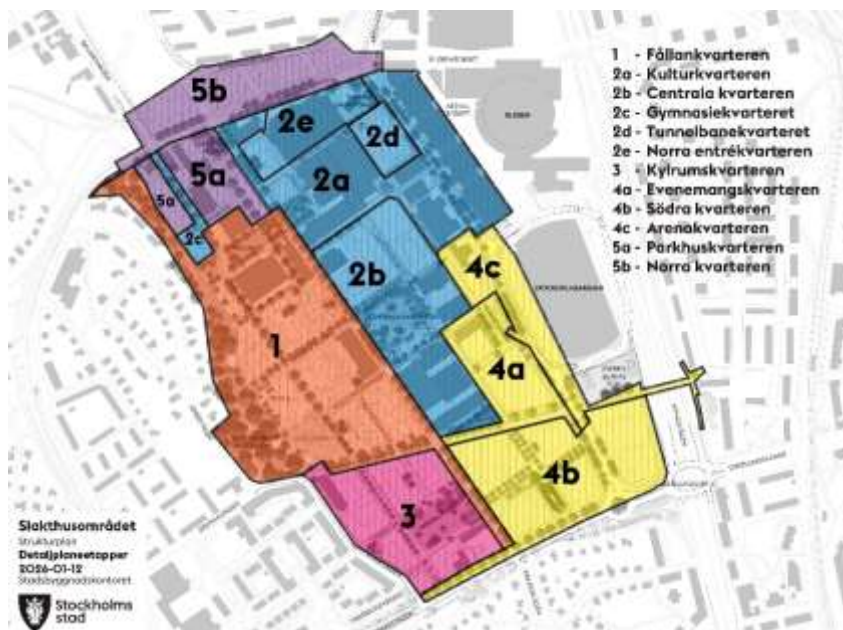 1 - Fållankvarteren
2a - Kulturkvarteren
2b - Centrala kvarteren
2c - Gymnasiekvarteret
2d - Tunnelbanekvarteret
2e - Norra entrékvarteren
3 - Kylrumskvarteren
4a - Evenemangskvarteren
4b - Södra kvarteren
4c - Arenakvarteren
5a - Parkhuskvarteren
5b - Norra kvarteren
5b
2e
2d
5a
2a
5a
2c
2b
4c
1
4a
4b
3
Slakthusområdet
Strukturplan
Detaljplaneetapper
2026-01-12
Stadsbyggnadskontoret
Stockholms
stad